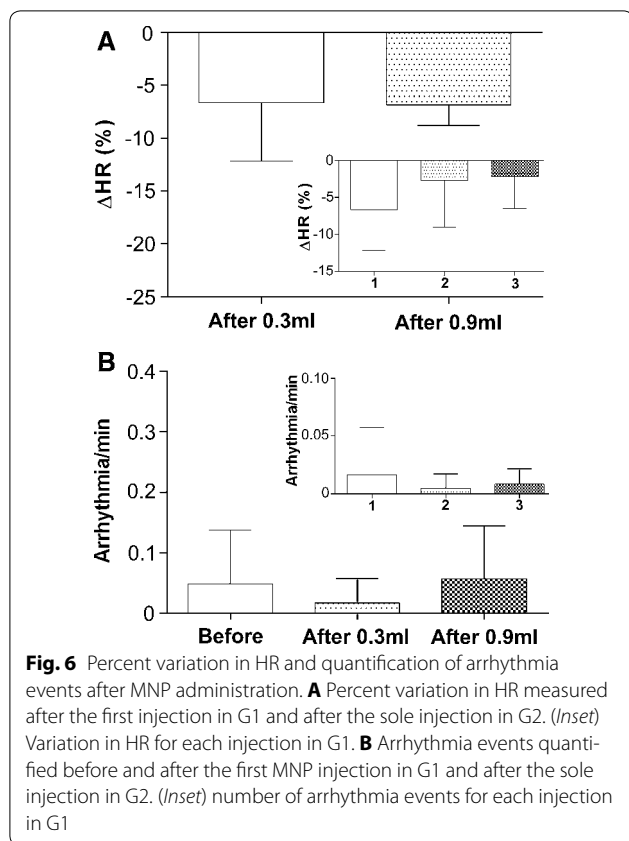 A
0
-5
-10
-15
-20
-25
ΔHR (%)
0
-5
-10
-15
ΔHR (%)
1 2 3
After 0.3ml After 0.9ml
B
0.4
0.3
0.2
0.1
0
Arrhythmia/min
0.10
0.05
0
Arrhythmia/min
1 2 3
Before After 0.3ml After 0.9ml
Fig. 6 Percent variation in HR and quantification of arrhythmia
events after MNP administration. A Percent variation in HR measured
after the first injection in G1 and after the sole injection in G2. (Inset)
Variation in HR for each injection in G1. B Arrhythmia events quanti-
fied before and after the first MNP injection in G1 and after the sole
injection in G2. (Inset) number of arrhythmia events for each injection
in G1